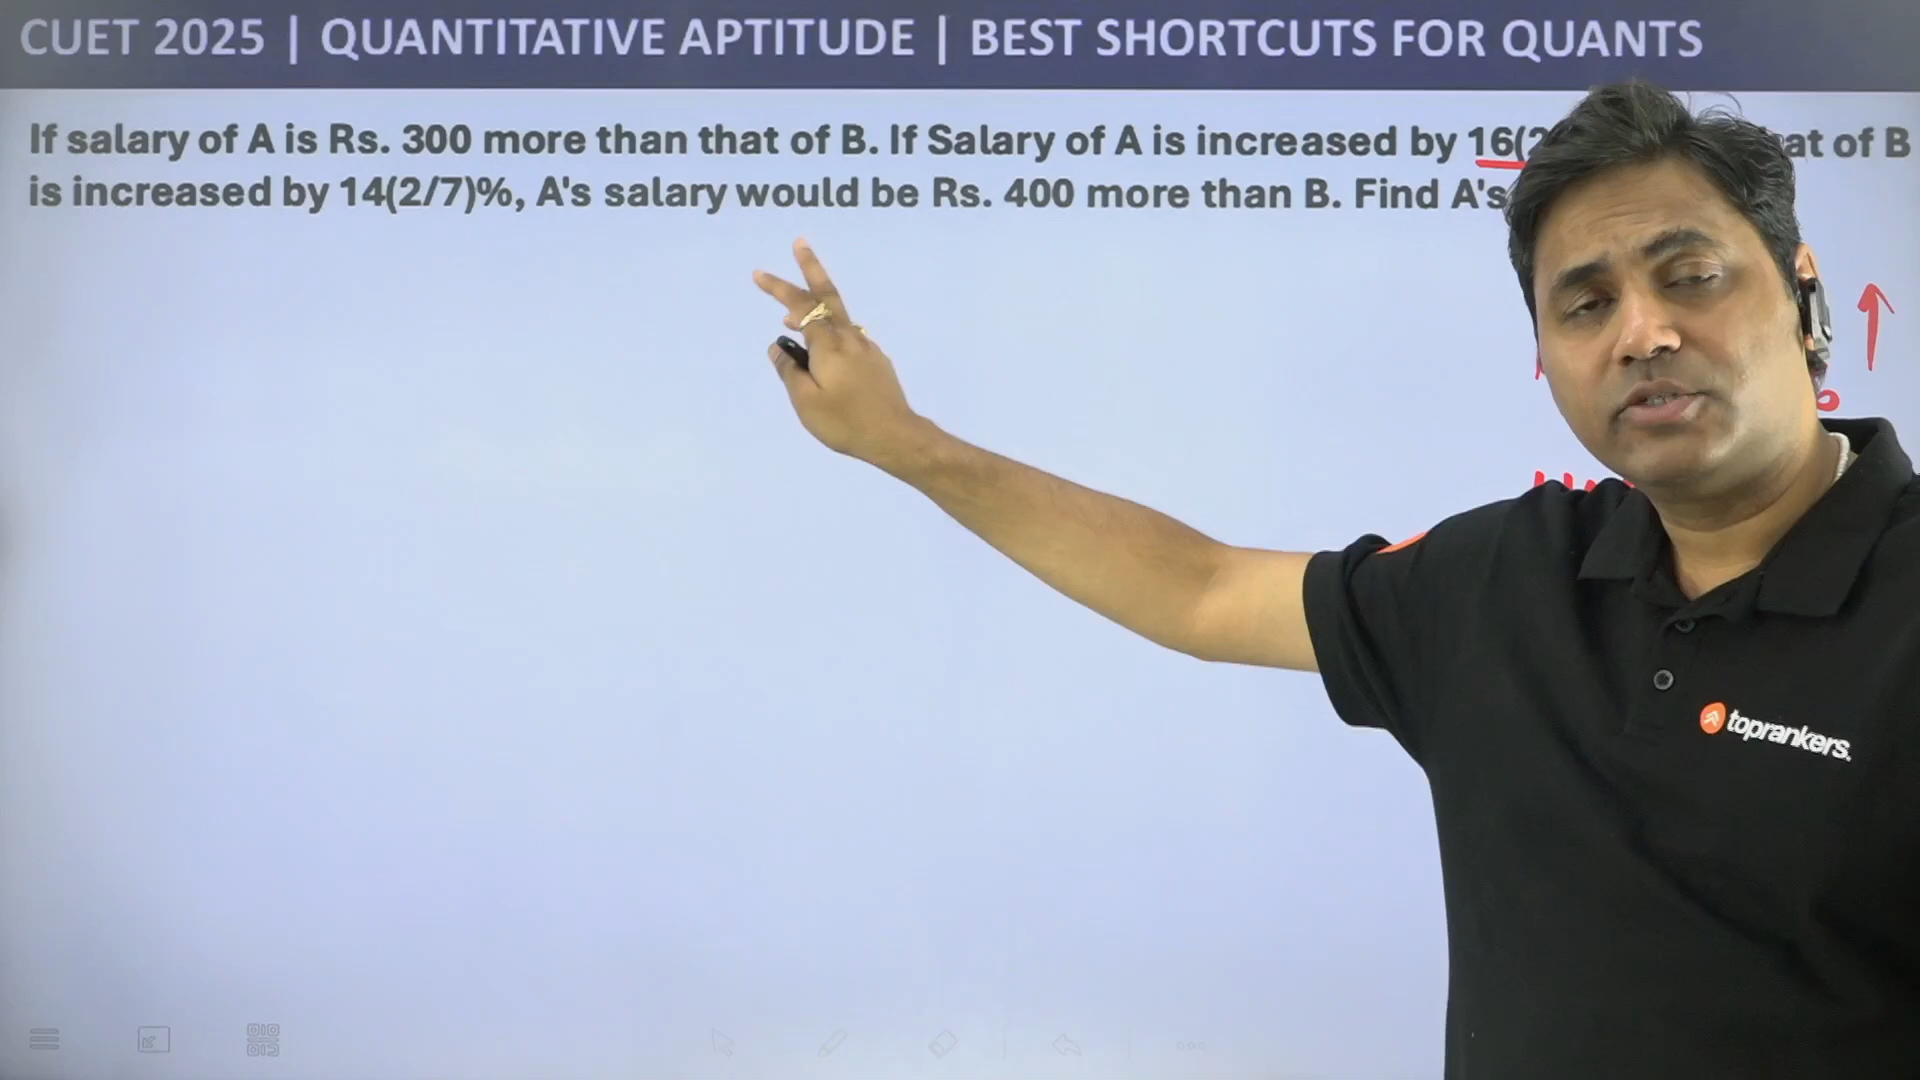 CUET 2025 | QUANTITATIVE APTITUDE | BEST SHORTCUTS FOR QUANTS
If salary of A is Rs. 300 more than that of B. If Salary of A is increased by 16(2 at of B
is increased by 14(2/7)%, A's salary would be Rs. 400 more than B. Find A's
toprankers.